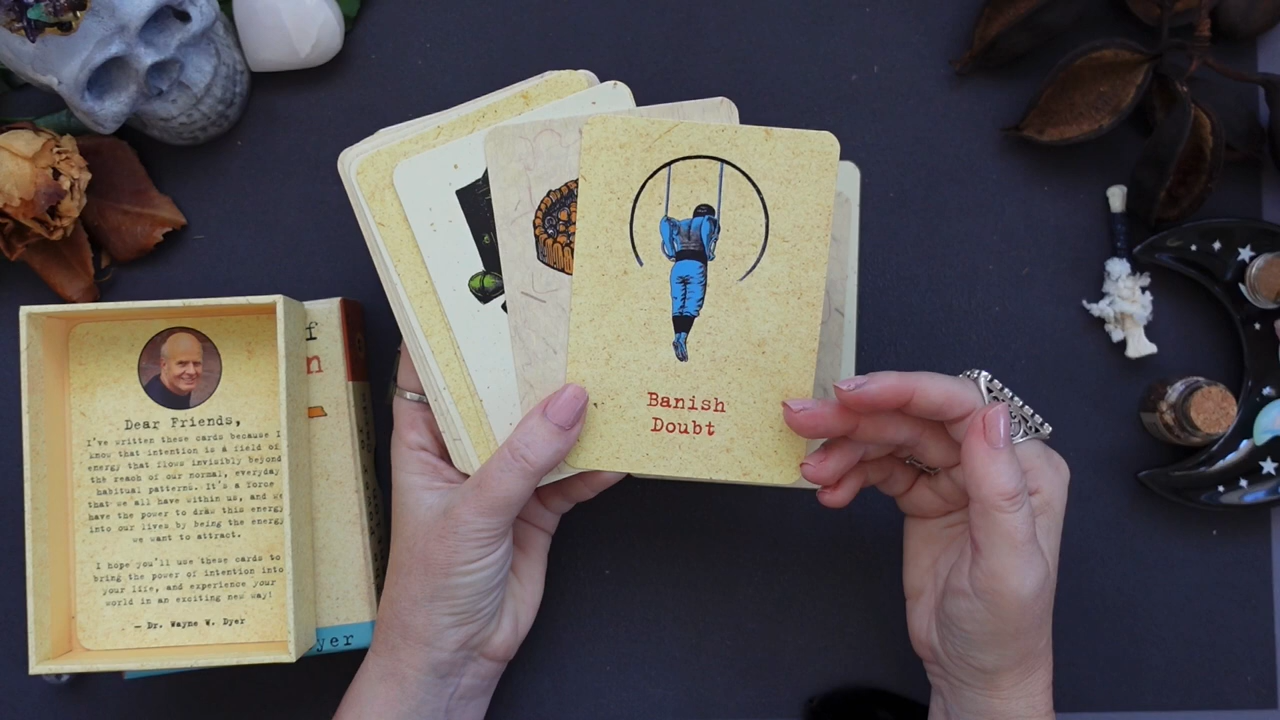 Banish
Doubt
f
n
yer
Dear Friends,
I've written these cards because I
know that intention is a field of
energy that flows invisibly beyond
the reach of our normal, everyday
habitual patterns. It's a force
that we all have within us, and we
have the power to draw this energy
into our lives by being the energy
we want to attract.
I hope you'll use these cards to
bring the power of intention into
your life, and experience your
world in an exciting new way!
— Dr. Wayne W. Dyer